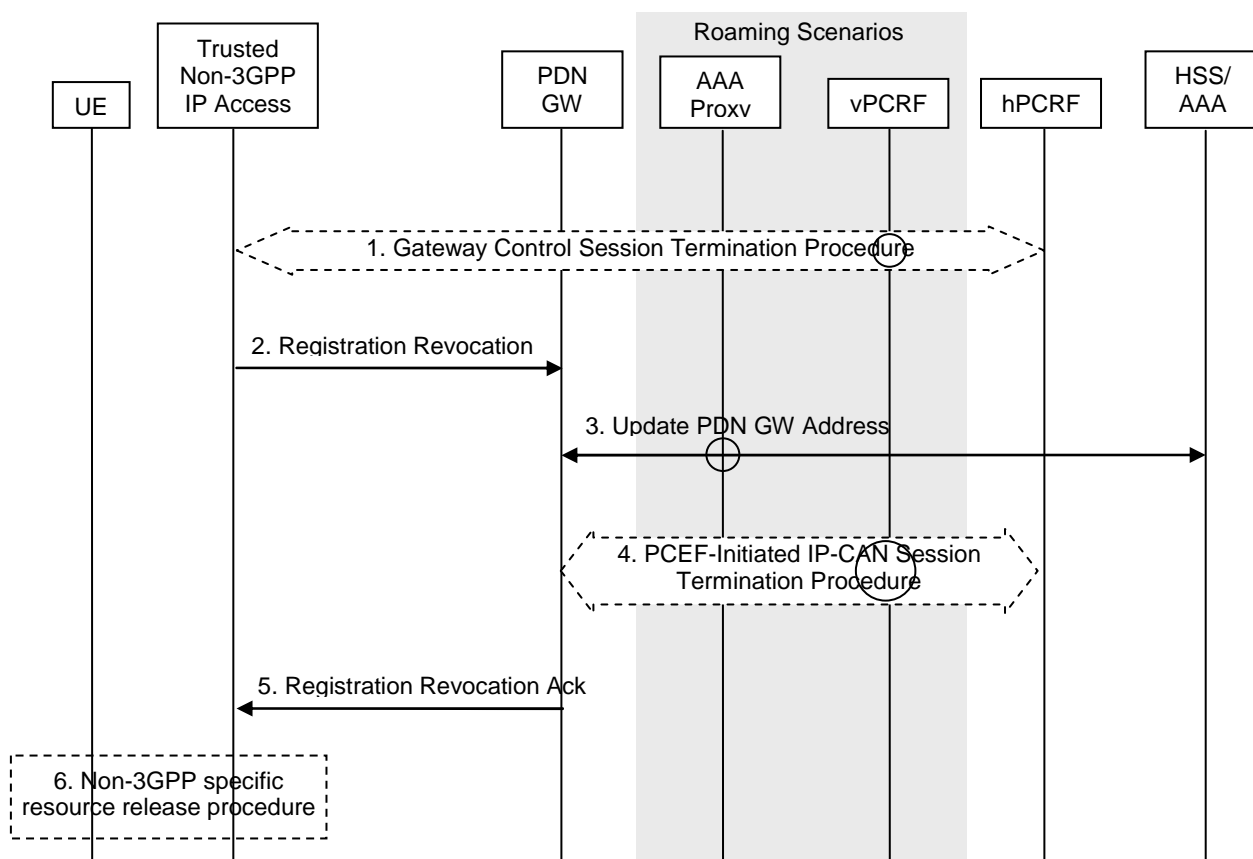 Roaming Scenarios
UE
Trusted
Non-3GPP
IP Access
PDN
GW
AAA
Proxy
vPCRF
hPCRF
HSS/
AAA
1. Gateway Control Session Termination Procedure
2. Registration Revocation
3. Update PDN GW Address
4. PCEF-Initiated IP-CAN Session
Termination Procedure
5. Registration Revocation Ack
6. Non-3GPP specific
resource release procedure